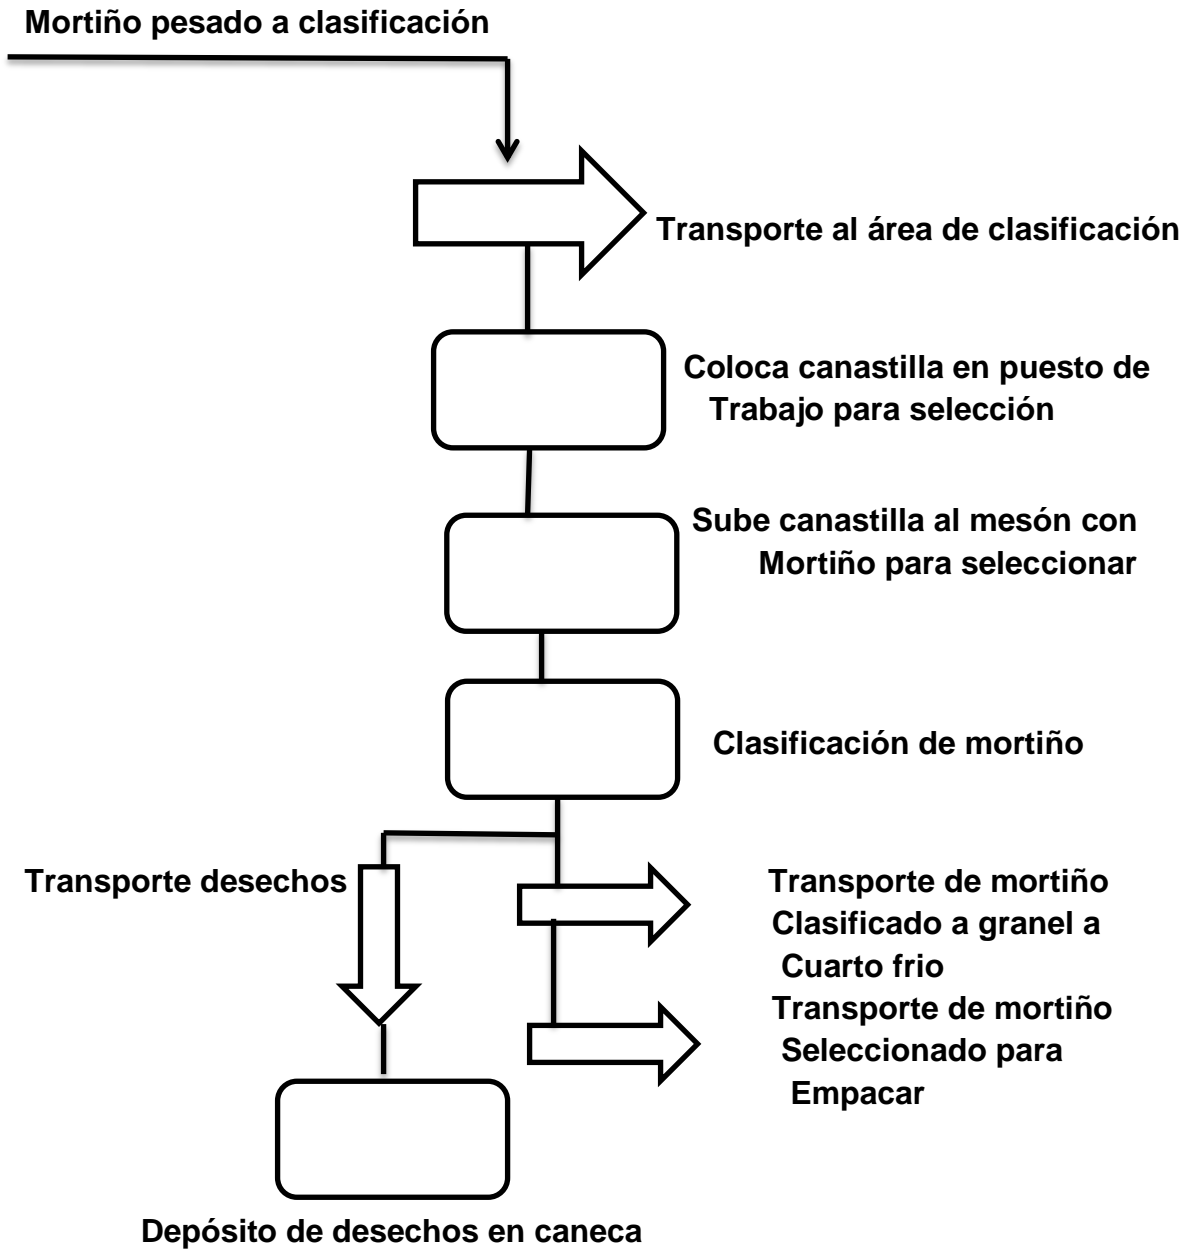 Mortiño pesado a clasificación
Transporte al área de clasificación
Coloca canastilla en puesto de
Trabajo para selección
Sube canastilla al mesón con
Mortiño para seleccionar
Clasificación de mortiño
Transporte desechos
Transporte de mortiño
Clasificado a granel a
Cuarto frio
Transporte de mortiño
Seleccionado para
Empacar
Depósito de desechos en caneca